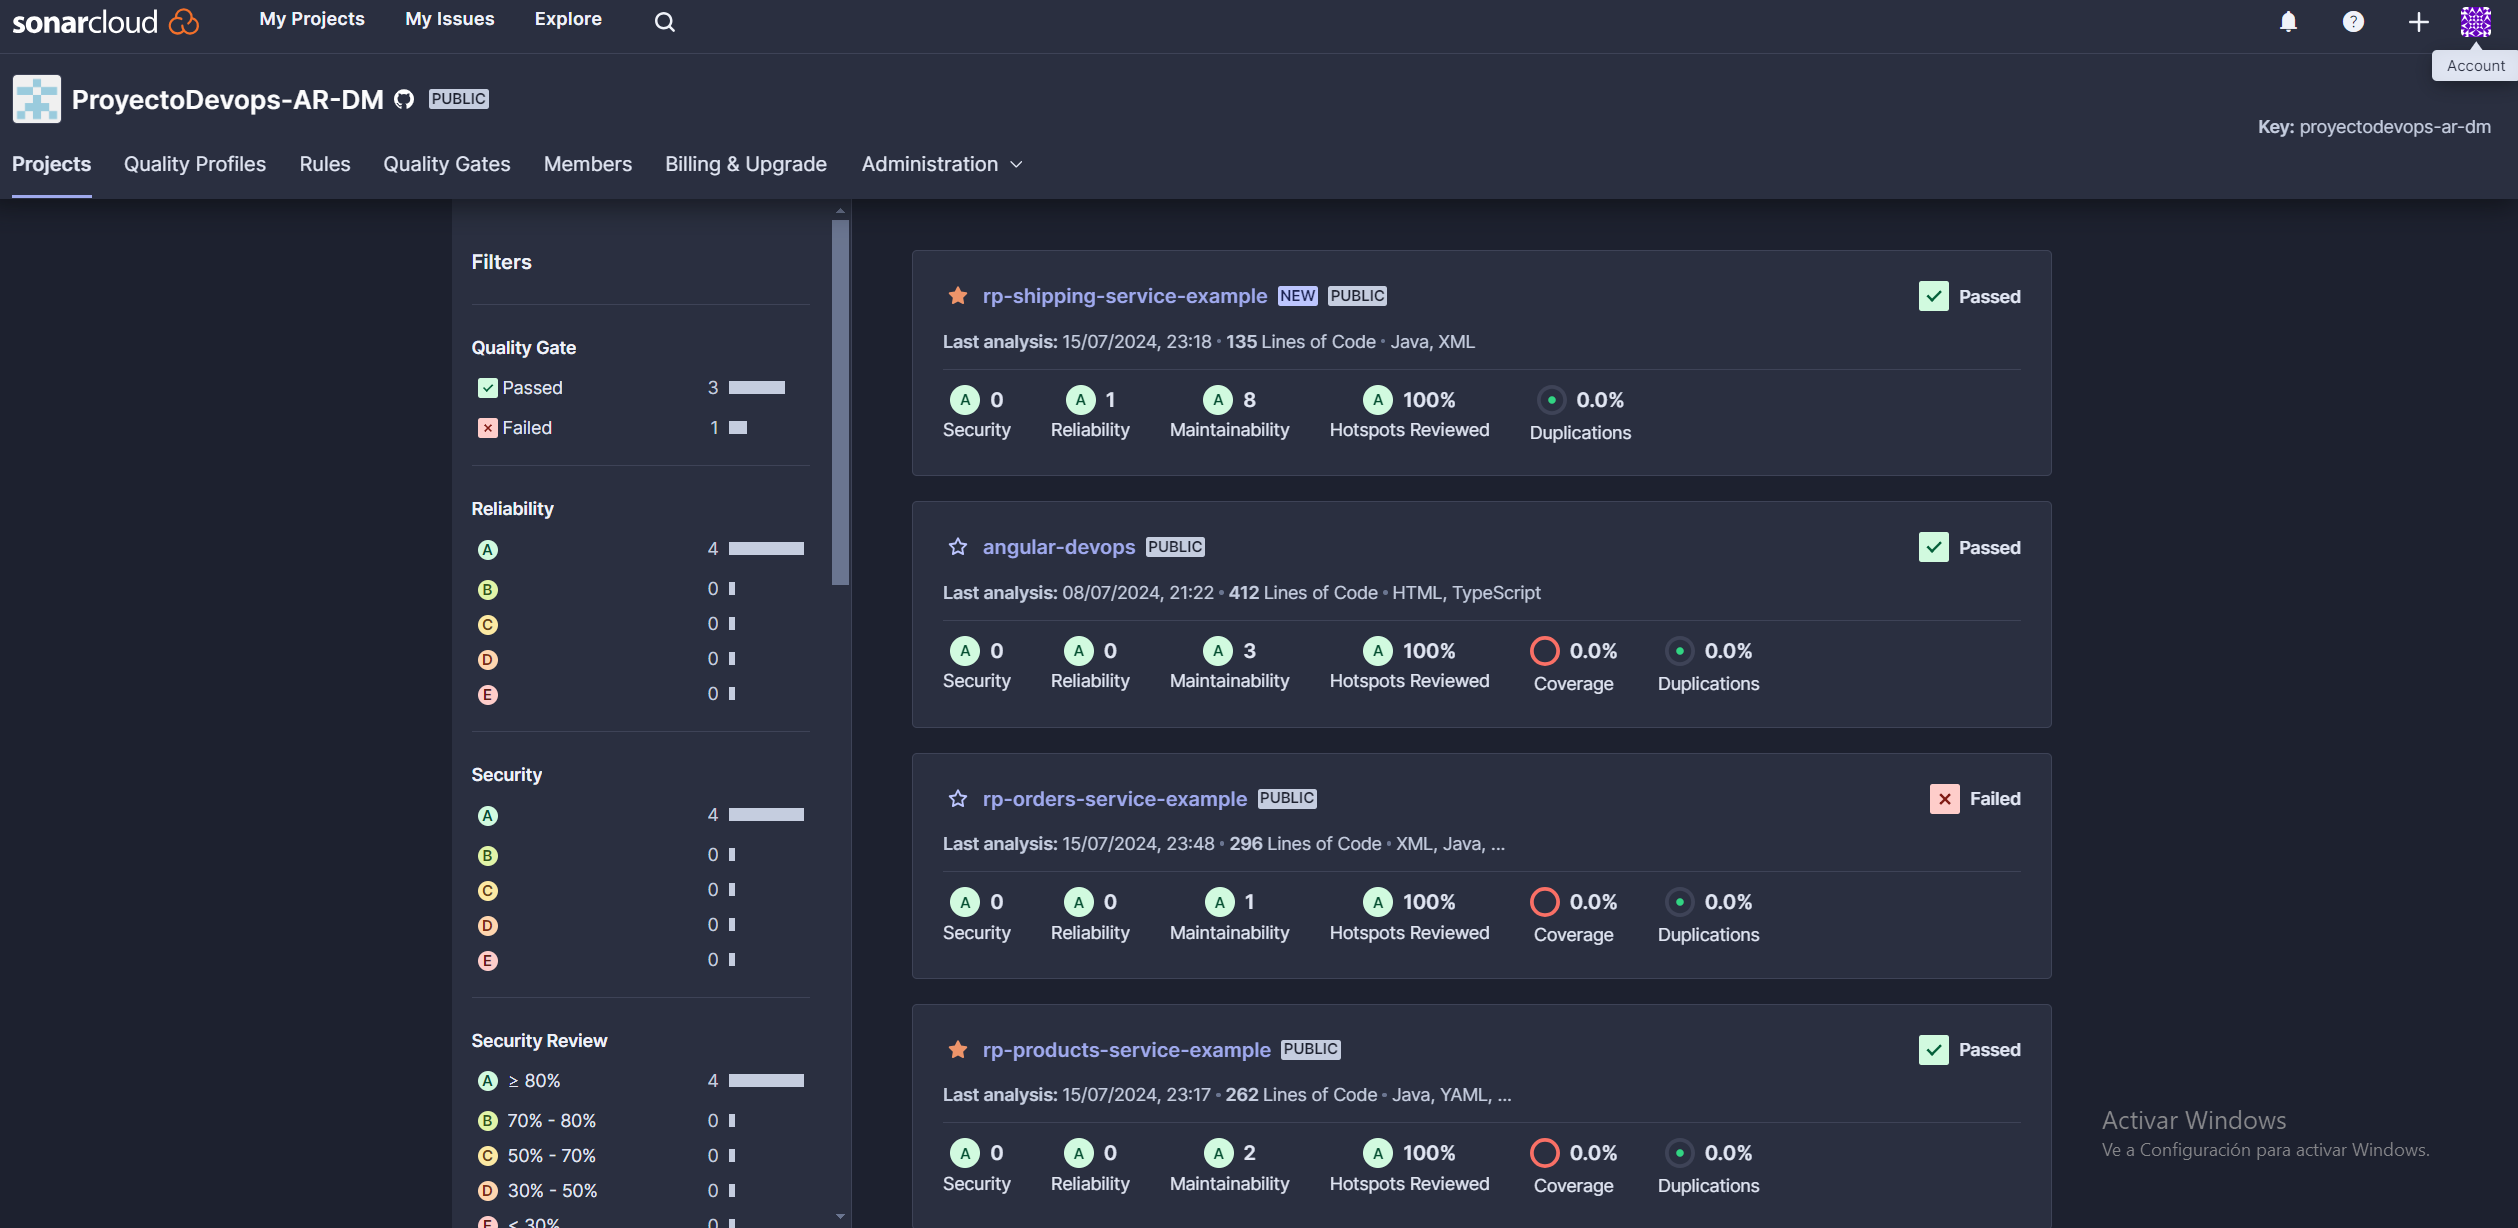 sonarcloud My Projects My Issues Explore
Account
ProyectoDevops-AR-DM PUBLIC
Key: proyectodevops-ar-dm
Projects Quality Profiles Rules Quality Gates Members Billing & Upgrade Administration
Filters
Quality Gate
Passed 3
Failed 1
Reliability
A 4
B 0
C 0
D 0
E 0
Security
A 4
B 0
C 0
D 0
E 0
Security Review
A ≥ 80% 4
B 70% - 80% 0
C 50% - 70% 0
D 30% - 50% 0
E < 30% 0
rp-shipping-service-example NEW PUBLIC Passed
Last analysis: 15/07/2024, 23:18 • 135 Lines of Code • Java, XML
A 0 A 1 A 8 A 100% 0.0%
Security Reliability Maintainability Hotspots Reviewed Duplications
angular-devops PUBLIC Passed
Last analysis: 08/07/2024, 21:22 • 412 Lines of Code • HTML, TypeScript
A 0 A 0 A 3 A 100% 0.0% 0.0%
Security Reliability Maintainability Hotspots Reviewed Coverage Duplications
rp-orders-service-example PUBLIC Failed
Last analysis: 15/07/2024, 23:48 • 296 Lines of Code • XML, Java, ...
A 0 A 0 A 1 A 100% 0.0% 0.0%
Security Reliability Maintainability Hotspots Reviewed Coverage Duplications
rp-products-service-example PUBLIC Passed
Last analysis: 15/07/2024, 23:17 • 262 Lines of Code • Java, YAML, ...
A 0 A 0 A 2 A 100% 0.0% 0.0%
Security Reliability Maintainability Hotspots Reviewed Coverage Duplications
Activar Windows
Ve a Configuración para activar Windows.